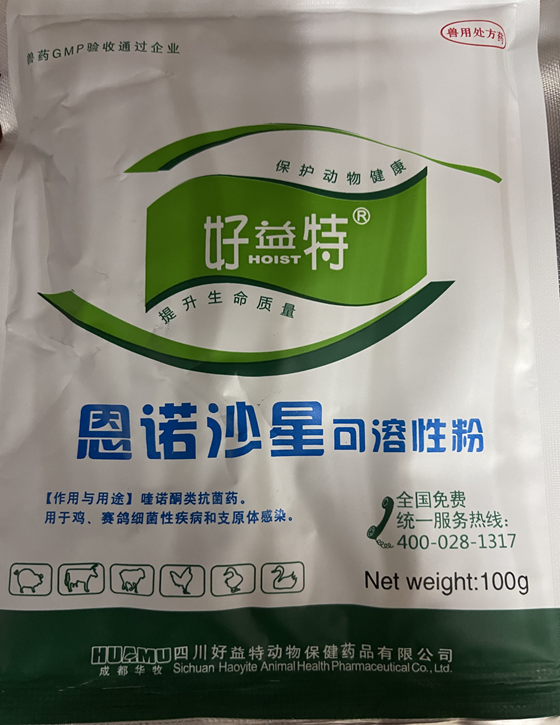 兽药GMP验收通过企业
兽用处方药
保护动物健康
好益特®
HOIST
提升生命质量
恩诺沙星可溶性粉
【作用与用途】喹诺酮类抗菌药。
用于鸡、赛鸽细菌性疾病和支原体感染。
全国免费
统一服务热线：
400-028-1317
Net weight:100g
HUAMU
成都华牧
四川好益特动物保健药品有限公司
Sichuan Haoyite Animal Health Pharmaceutical Co., Ltd.